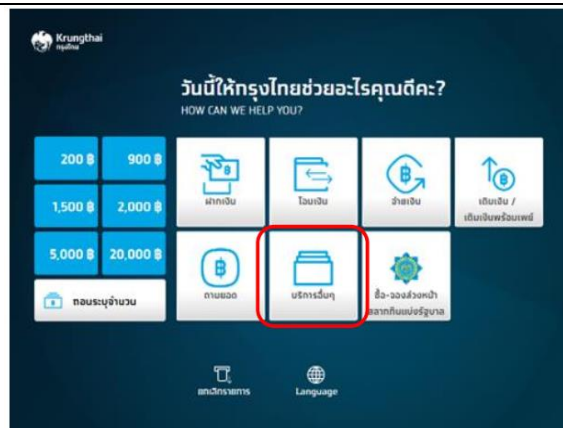 Krungthai
กรุงไทย
วันนี้ให้กรุงไทยช่วยอะไรคุณดีคะ?
HOW CAN WE HELP YOU?
200 ฿
900 ฿
1,500 ฿
2,000 ฿
5,000 ฿
20,000 ฿
ถอนระบุจำนวน
ฝากเงิน
โอนเงิน
จ่ายเงิน
เติมเงิน /
เติมเงินพร้อมเพย์
ถามยอด
บริการอื่นๆ
ซื้อ-จองล่วงหน้า
สลากกินแบ่งรัฐบาล
ยกเลิกรายการ
Language